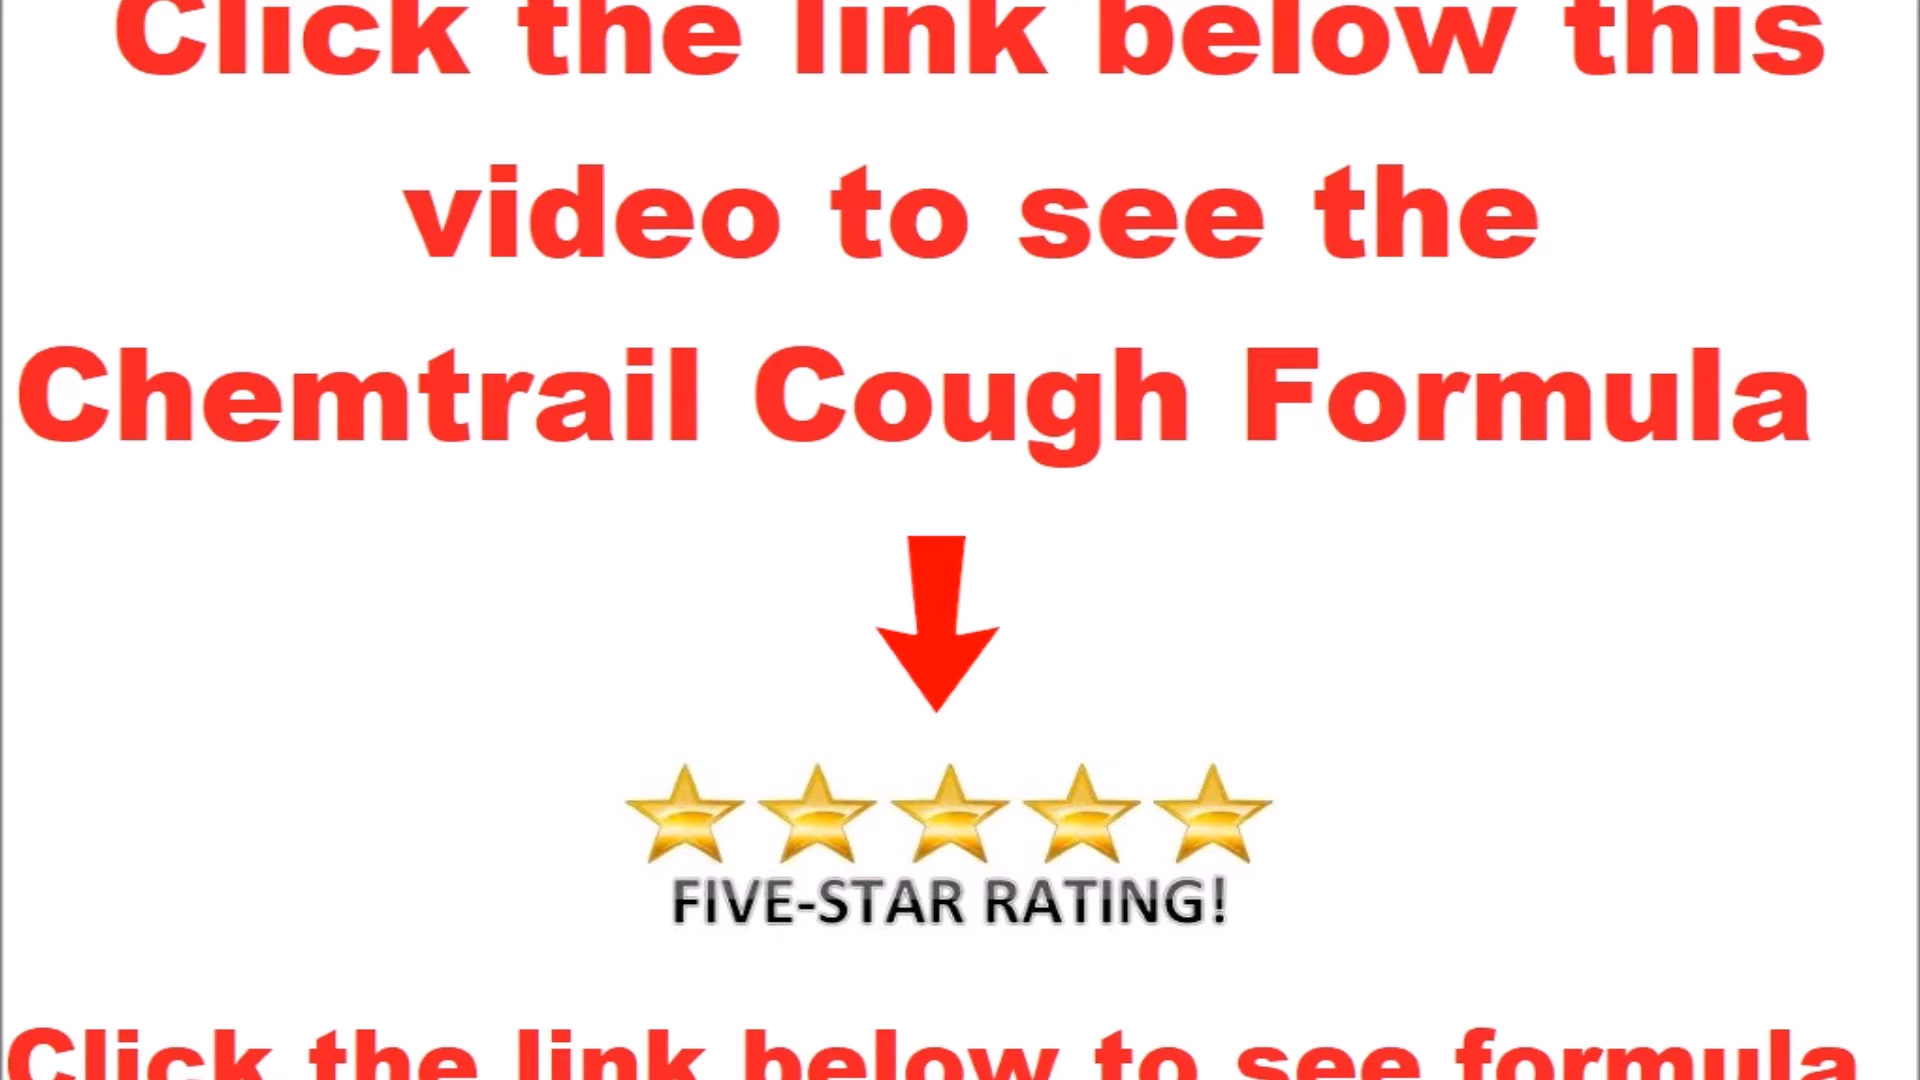 Click the link below this
video to see the
Chemtrail Cough Formula
FIVE-STAR RATING!
Click the link below to see formula